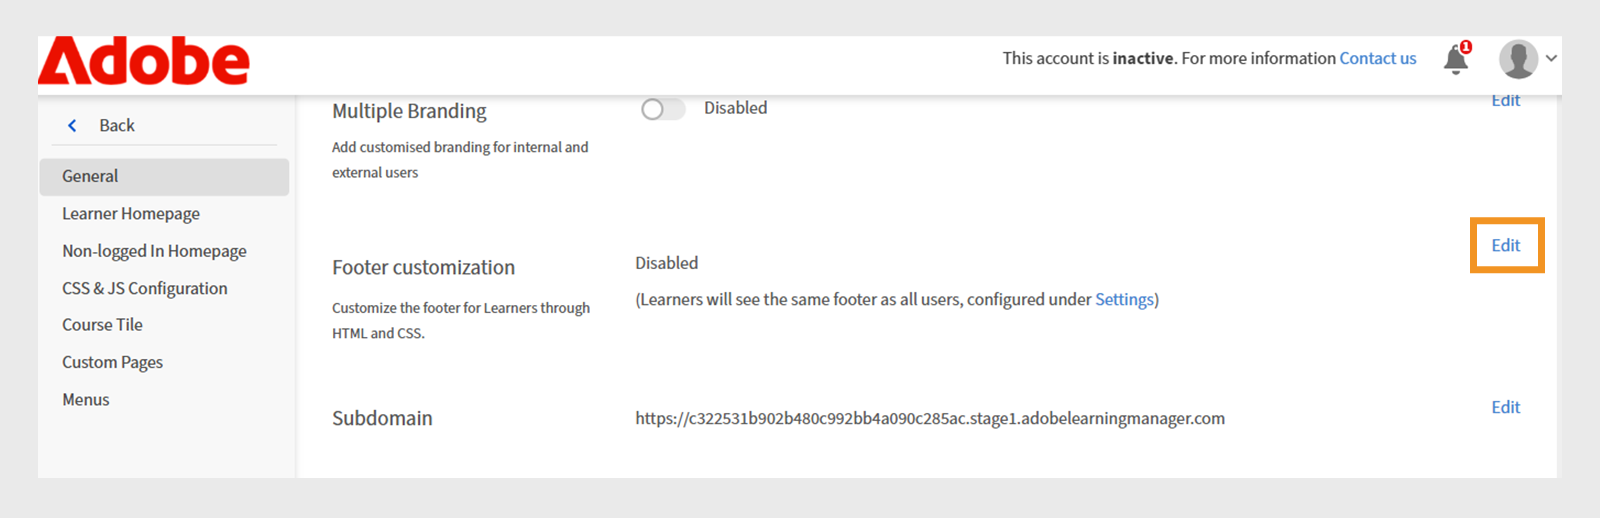 Adobe
This account is inactive. For more information Contact us
1
Back
General
Learner Homepage
Non-logged In Homepage
CSS & JS Configuration
Course Tile
Custom Pages
Menus
Multiple Branding
Disabled
Edit
Add customised branding for internal and
external users
Footer customization
Disabled
Edit
(Learners will see the same footer as all users, configured under Settings)
Customize the footer for Learners through
HTML and CSS.
Subdomain
https://c322531b902b480c992bb4a090c285ac.stage1.adobelearningmanager.com
Edit